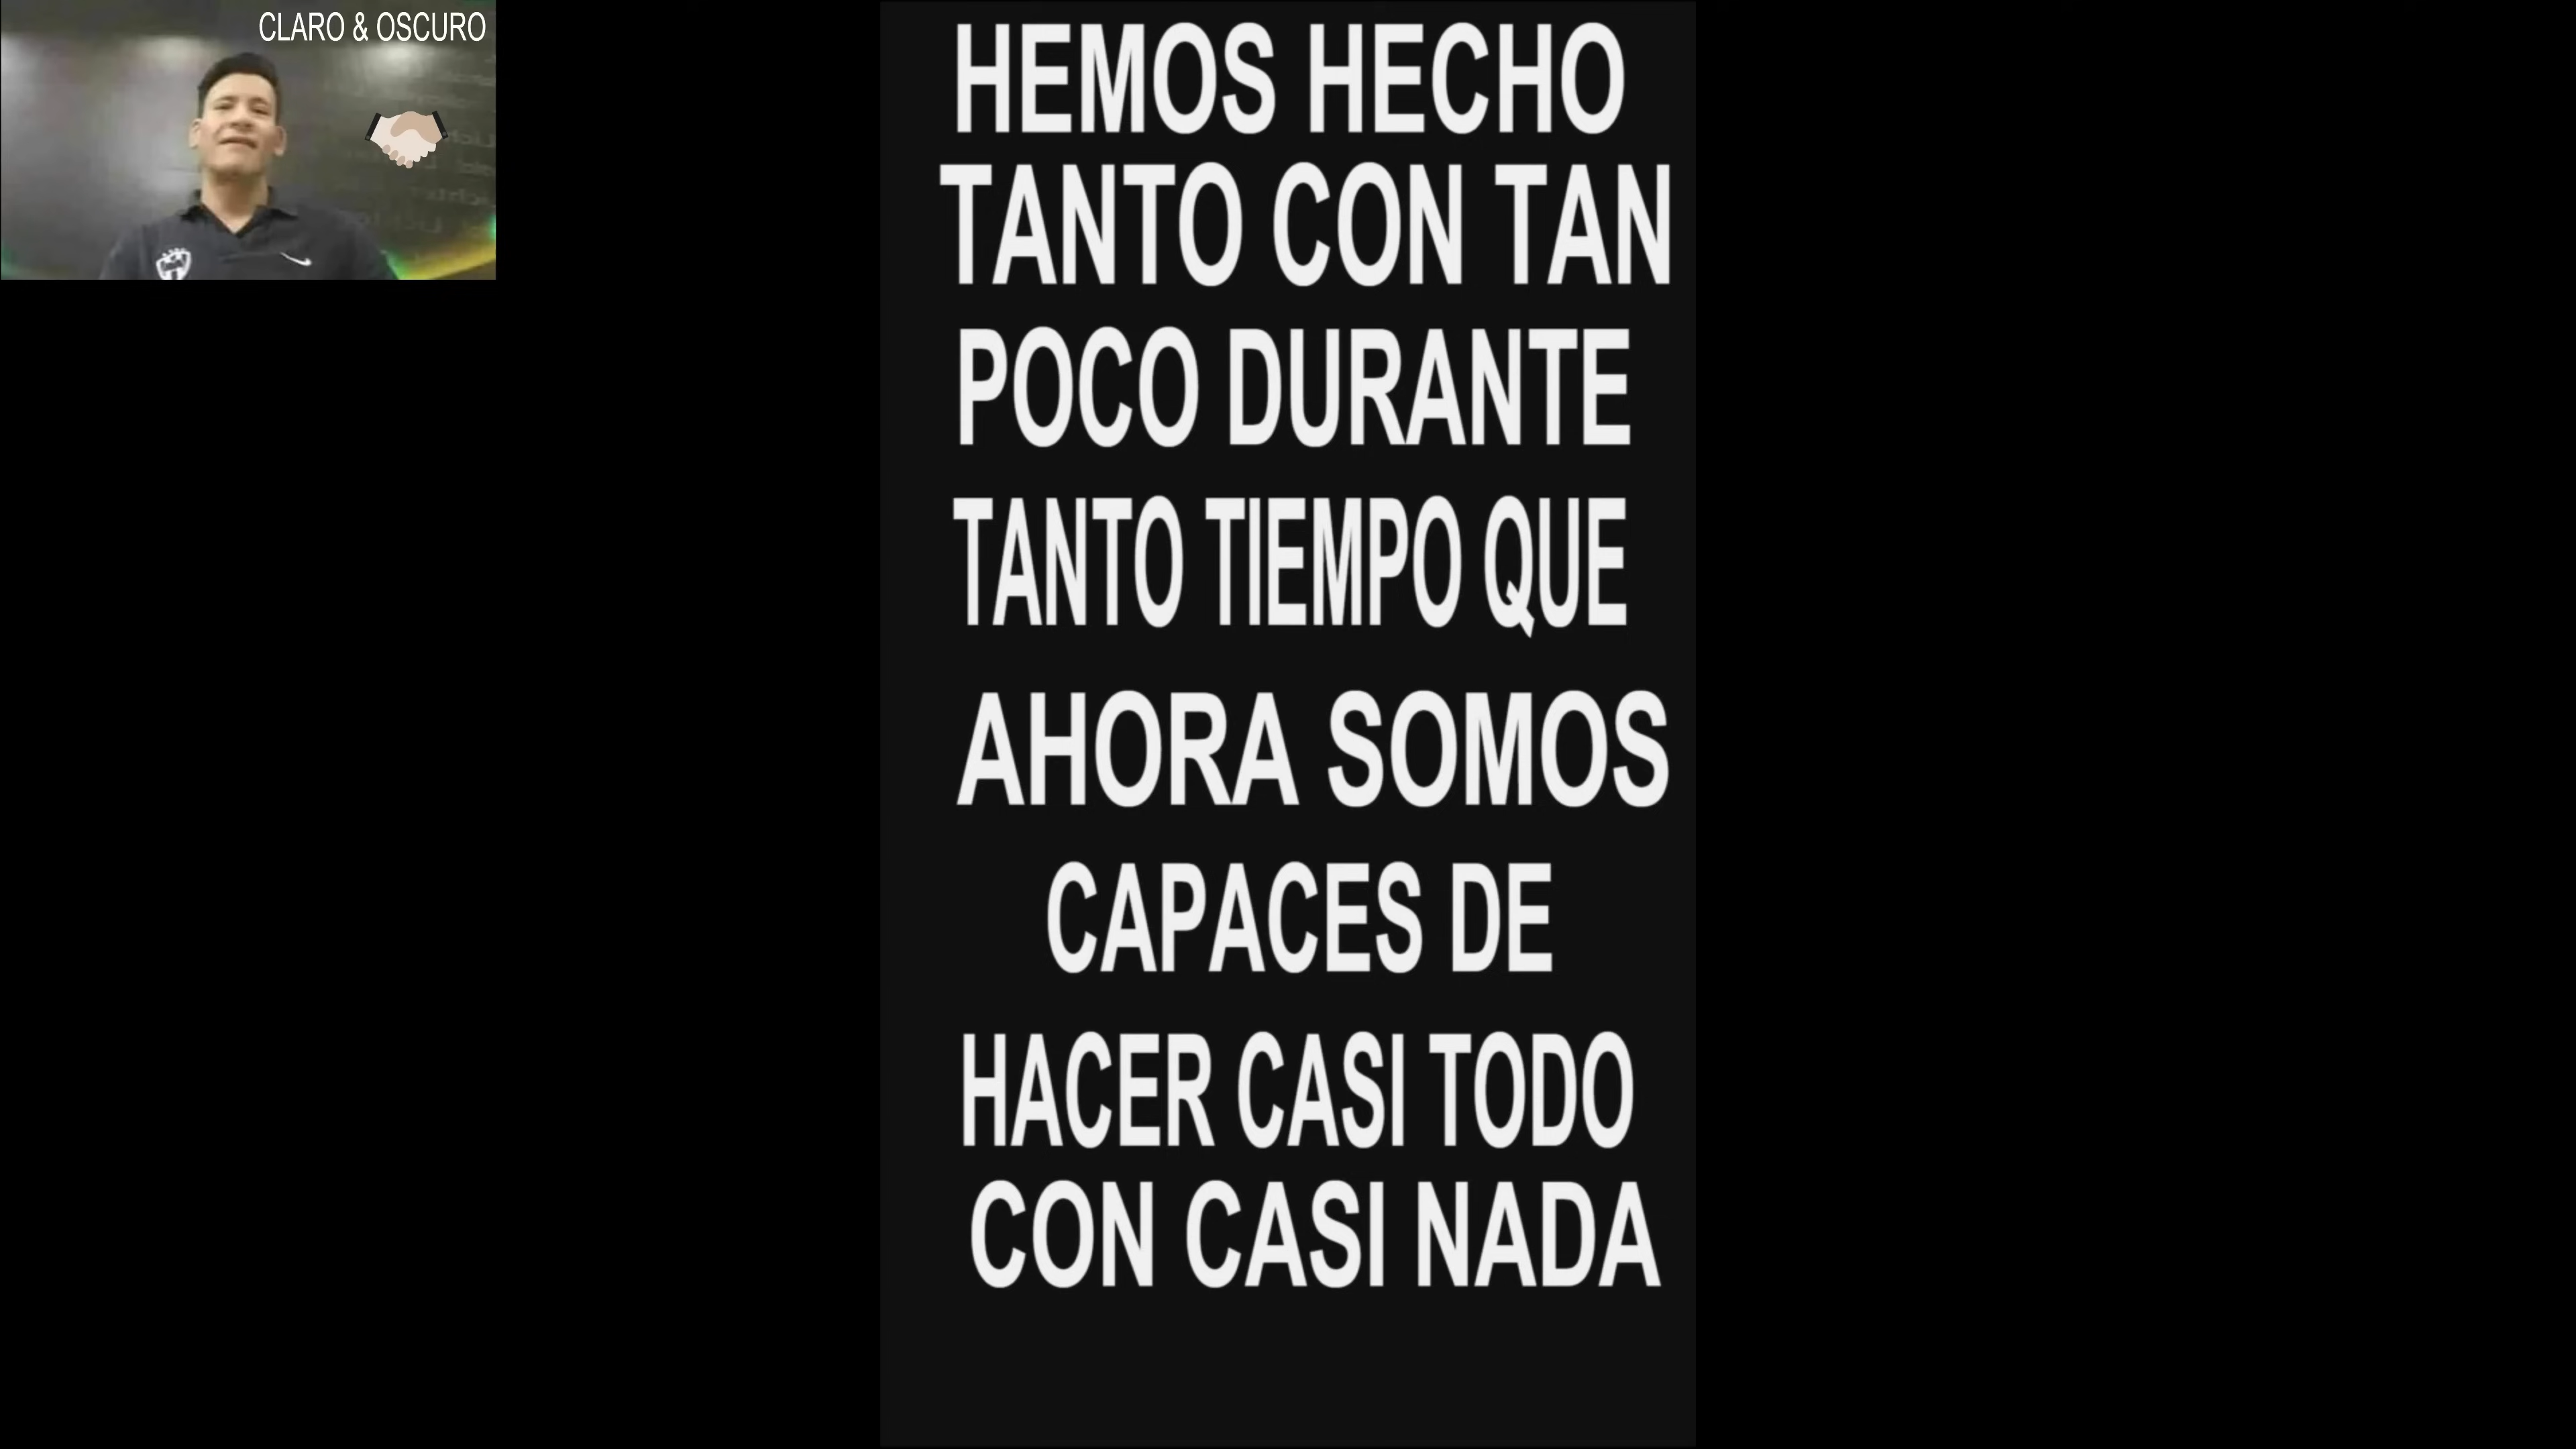 CLARO & OSCURO
HEMOS HECHO
TANTO CON TAN
POCO DURANTE
TANTO TIEMPO QUE
AHORA SOMOS
CAPACES DE
HACER CASI TODO
CON CASI NADA